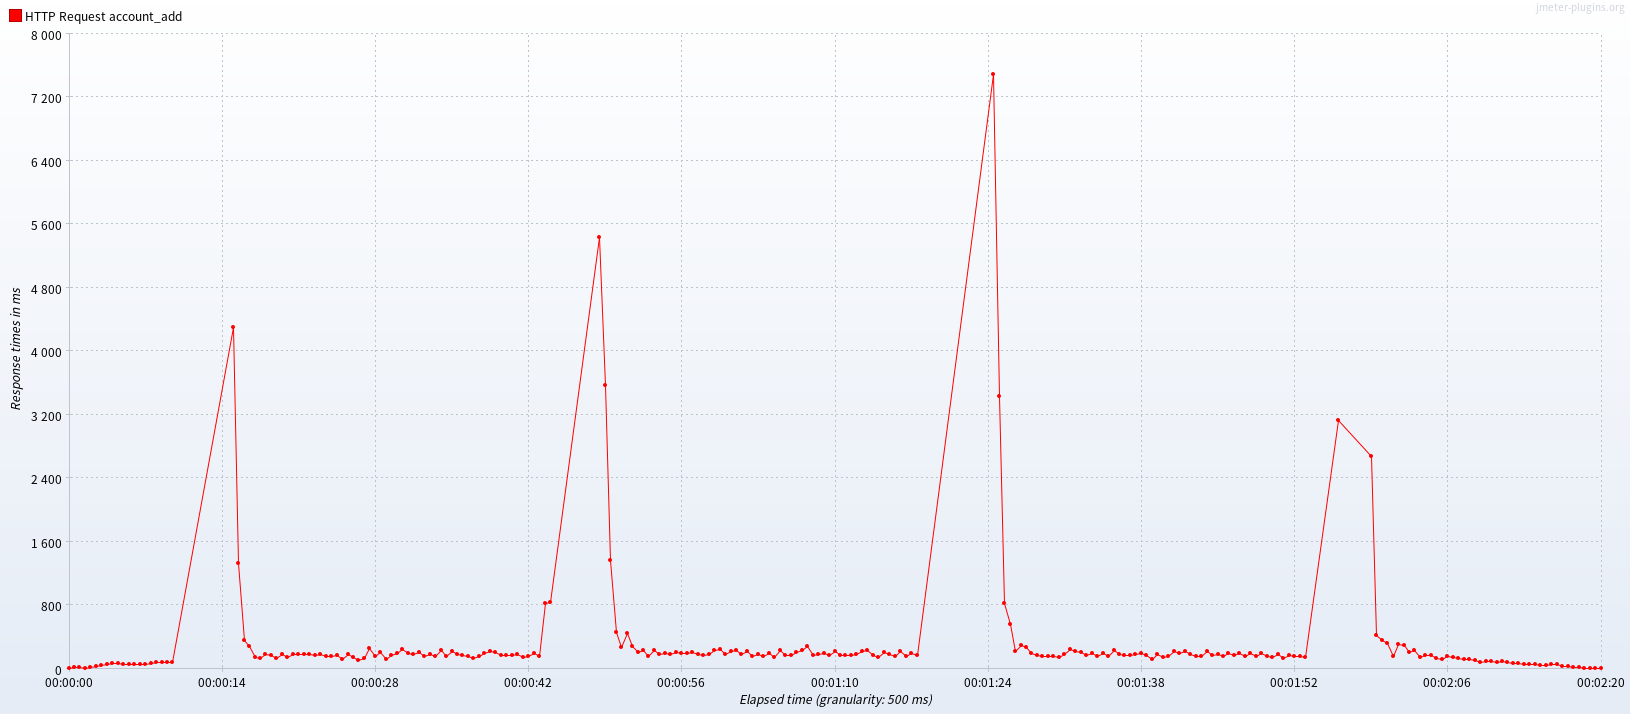 HTTP Request account_add
jmeter-plugins.org
8 000
7 200
6 400
5 600
4 800
4 000
3 200
2 400
1 600
800
0
Response times in ms
00:00:00 00:00:14 00:00:28 00:00:42 00:00:56 00:01:10 00:01:24 00:01:38 00:01:52 00:02:06 00:02:20
Elapsed time (granularity: 500 ms)